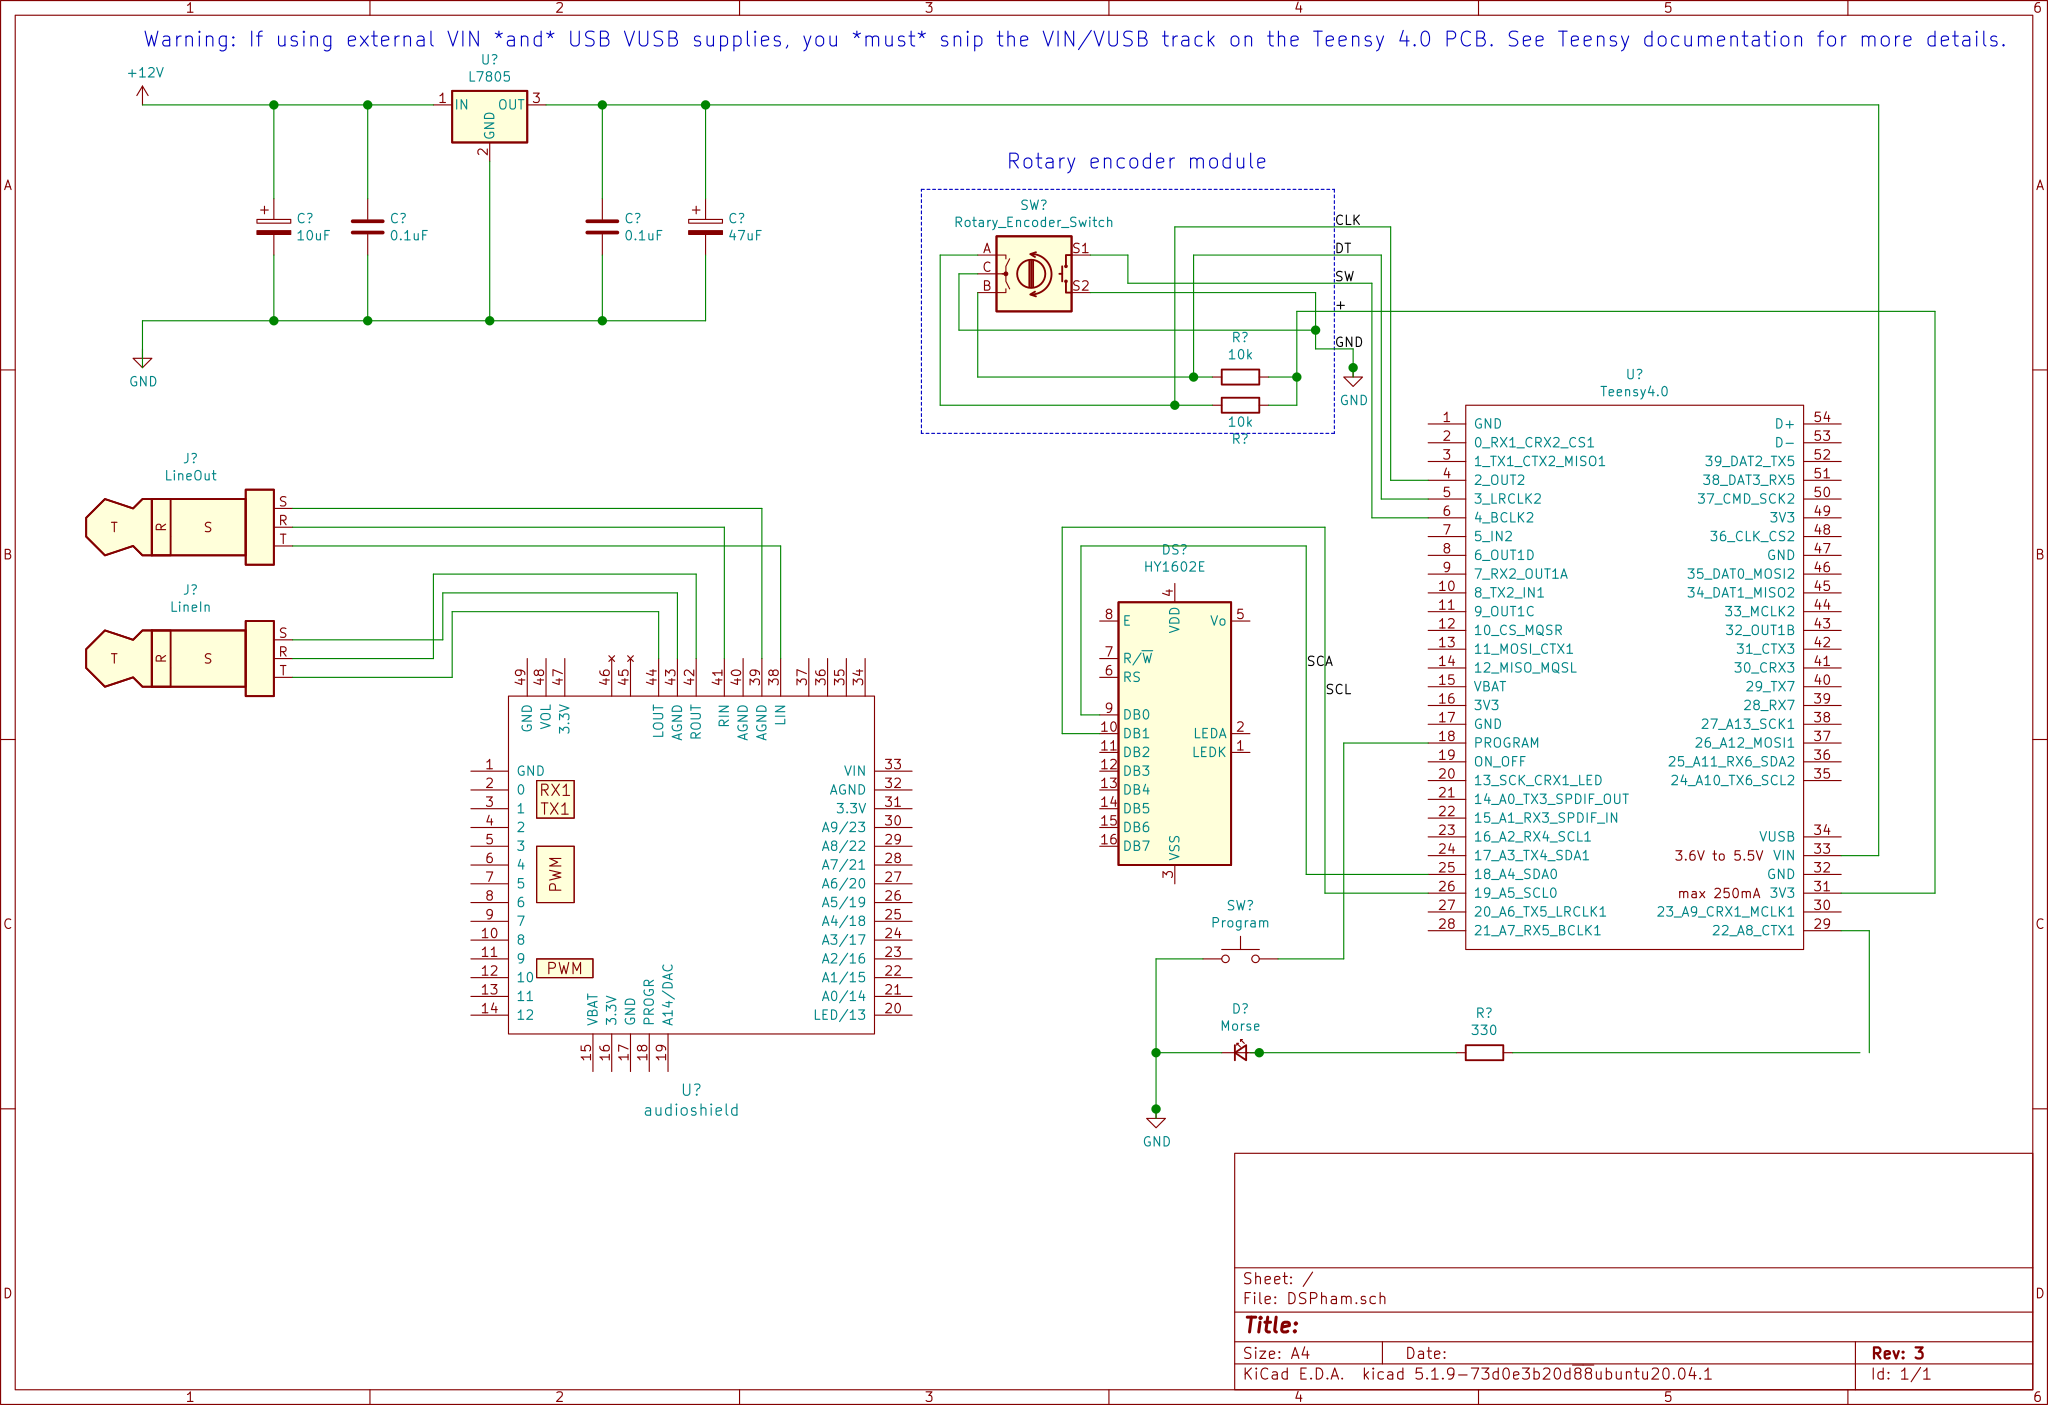 1 2 3 4 5 6
Warning: If using external VIN *and* USB VUSB supplies, you *must* snip the VIN/VUSB track on the Teensy 4.0 PCB. See Teensy documentation for more details.
+12V
U?
L7805
1 IN OUT 3
GND
2
Rotary encoder module
A
A
+
C?
10uF
C?
0.1uF
C?
0.1uF
+
C?
47uF
GND
SW?
Rotary_Encoder_Switch
A
C
B
S1
S2
CLK
DT
SW
+
GND
R?
10k
10k
R?
GND
U?
Teensy4.0
1 GND
2 0_RX1_CRX2_CS1
3 1_TX1_CTX2_MISO1
4 2_OUT2
5 3_LRCLK2
6 4_BCLK2
7 5_IN2
8 6_OUT1D
9 7_RX2_OUT1A
10 8_TX2_IN1
11 9_OUT1C
12 10_CS_MQSR
13 11_MOSI_CTX1
14 12_MISO_MQSL
15 VBAT
16 3V3
17 GND
18 PROGRAM
19 ON_OFF
20 13_SCK_CRX1_LED
21 14_A0_TX3_SPDIF_OUT
22 15_A1_RX3_SPDIF_IN
23 16_A2_RX4_SCL1
24 17_A3_TX4_SDA1
25 18_A4_SDA0
26 19_A5_SCL0
27 20_A6_TX5_LRCLK1
28 21_A7_RX5_BCLK1
D+ 54
D- 53
39_DAT2_TX5 52
38_DAT3_RX5 51
37_CMD_SCK2 50
3V3 49
36_CLK_CS2 48
GND 47
35_DAT0_MOSI2 46
34_DAT1_MISO2 45
33_MCLK2 44
32_OUT1B 43
31_CTX3 42
30_CRX3 41
29_TX7 40
28_RX7 39
27_A13_SCK1 38
26_A12_MOSI1 37
25_A11_RX6_SDA2 36
24_A10_TX6_SCL2 35
VUSB 34
3.6V to 5.5V VIN 33
GND 32
max 250mA 3V3 31
23_A9_CRX1_MCLK1 30
22_A8_CTX1 29
B
B
J?
LineOut
T R S
S
R
T
J?
LineIn
T R S
S
R
T
DS?
HY1602E
4
VDD
8 E
7 R/W
6 RS
9 DB0
10 DB1
11 DB2
12 DB3
13 DB4
14 DB5
15 DB6
16 DB7
Vo 5
LEDA 2
LEDK 1
VSS
3
SCA
SCL
49 48 47 46 45 44 43 42 41 40 39 38 37 36 35 34
GND VOL 3.3V LOUT AGND ROUT RIN AGND AGND LIN
1 GND
2 0
3 1
4 2
5 3
6 4
7 5
8 6
9 7
10 8
11 9
12 10
13 11
14 12
RX1
TX1
PWM
PWM
VIN 33
AGND 32
3.3V 31
A9/23 30
A8/22 29
A7/21 28
A6/20 27
A5/19 26
A4/18 25
A3/17 24
A2/16 23
A1/15 22
A0/14 21
LED/13 20
VBAT 3.3V GND PROGR A14/DAC
15 16 17 18 19
U?
audioshield
C
C
SW?
Program
D?
Morse
R?
330
GND
D
D
Sheet: /
File: DSPham.sch
Title:
Size: A4 Date: Rev: 3
KiCad E.D.A. kicad 5.1.9-73d0e3b20d88ubuntu20.04.1 Id: 1/1
1 2 3 4 5 6